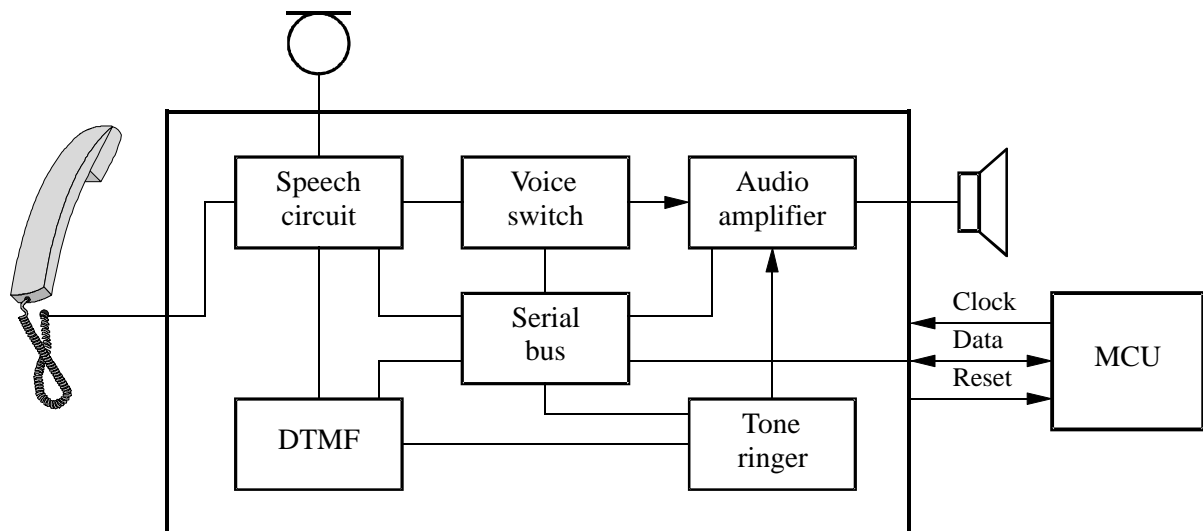 Speech
circuit
Voice
switch
Audio
amplifier
Clock
Serial
bus
Data
MCU
Reset
DTMF
Tone
ringer